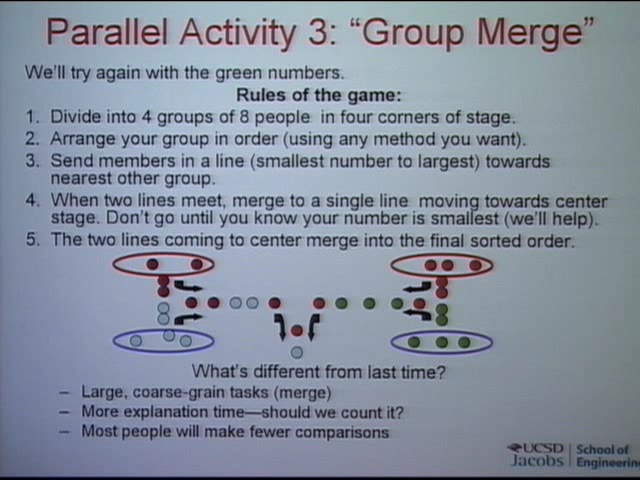 Parallel Activity 3: “Group Merge”
We’ll try again with the green numbers.
Rules of the game:
1. Divide into 4 groups of 8 people in four corners of stage.
2. Arrange your group in order (using any method you want).
3. Send members in a line (smallest number to largest) towards
nearest other group.
4. When two lines meet, merge to a single line moving towards center
stage. Don’t go until you know your number is smallest (we’ll help).
5. The two lines coming to center merge into the final sorted order.
What’s different from last time?
– Large, coarse-grain tasks (merge)
– More explanation time—should we count it?
– Most people will make fewer comparisons
UCSD
Jacobs
School of
Engineering